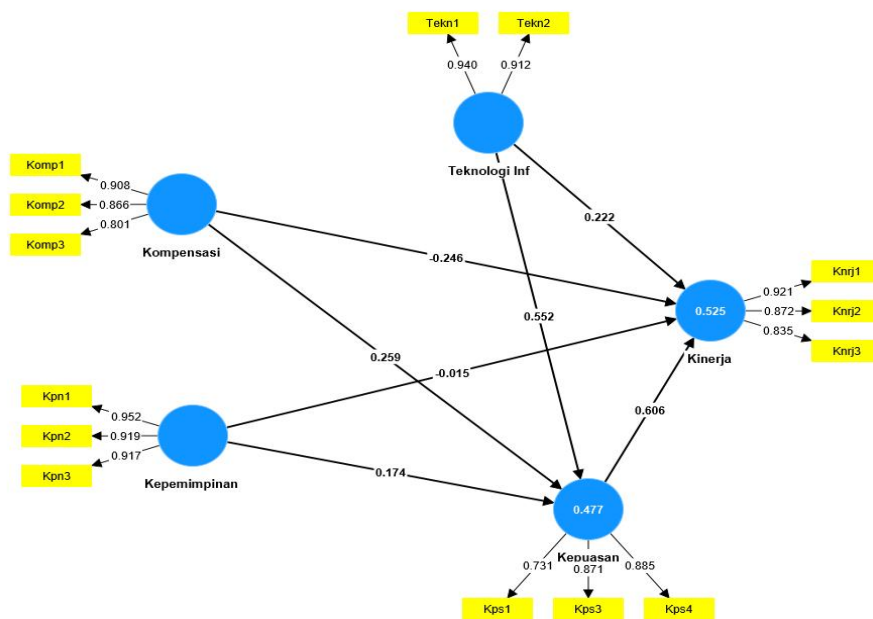 Tekn1
Tekn2
0.940
0.912
Teknologi Inf
Komp1
Komp2
Komp3
0.908
0.866
0.801
Kompensasi
0.222
-0.246
0.552
0.259
-0.015
0.174
0.606
Knrj1
Knrj2
Knrj3
0.921
0.872
0.835
0.525
Kinerja
Kpn1
Kpn2
Kpn3
0.952
0.919
0.917
Kepemimpinan
0.477
Kepuasan
0.731
0.871
0.885
Kps1
Kps3
Kps4